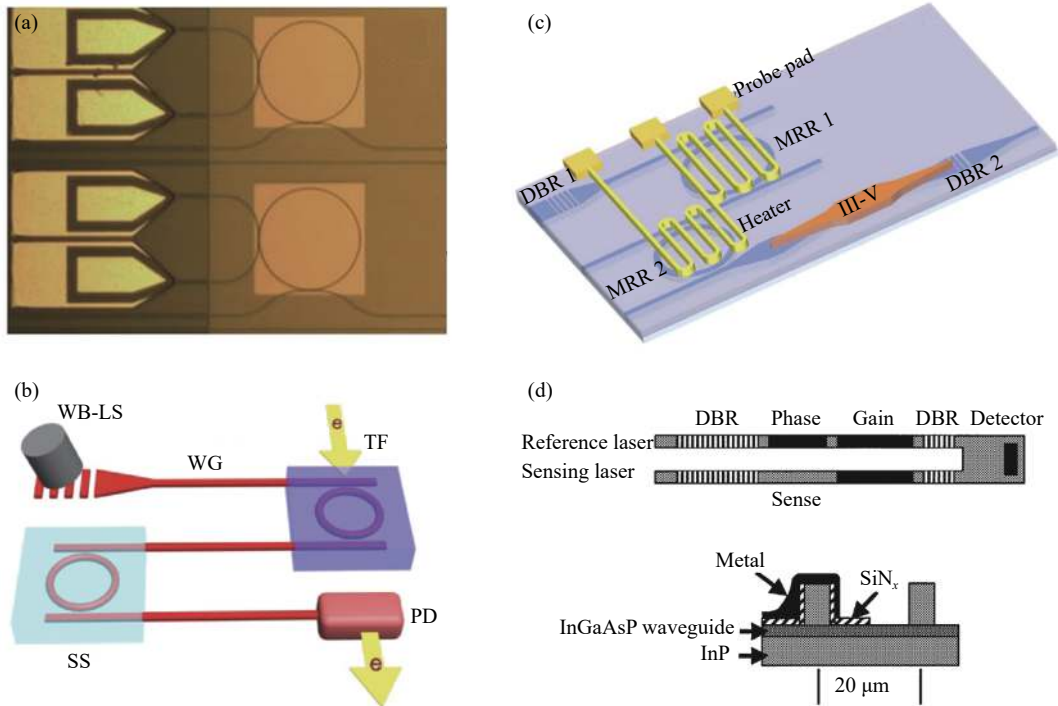 (a)
(c)
Probe pad
MRR 1
DBR 1
DBR 2
III-V
Heater
MRR 2
(b)
WB-LS
e
TF
WG
PD
SS
e
(d)
DBR Phase Gain DBR Detector
Reference laser
Sensing laser
Sense
Metal
SiNₓ
InGaAsP waveguide
InP
20 μm